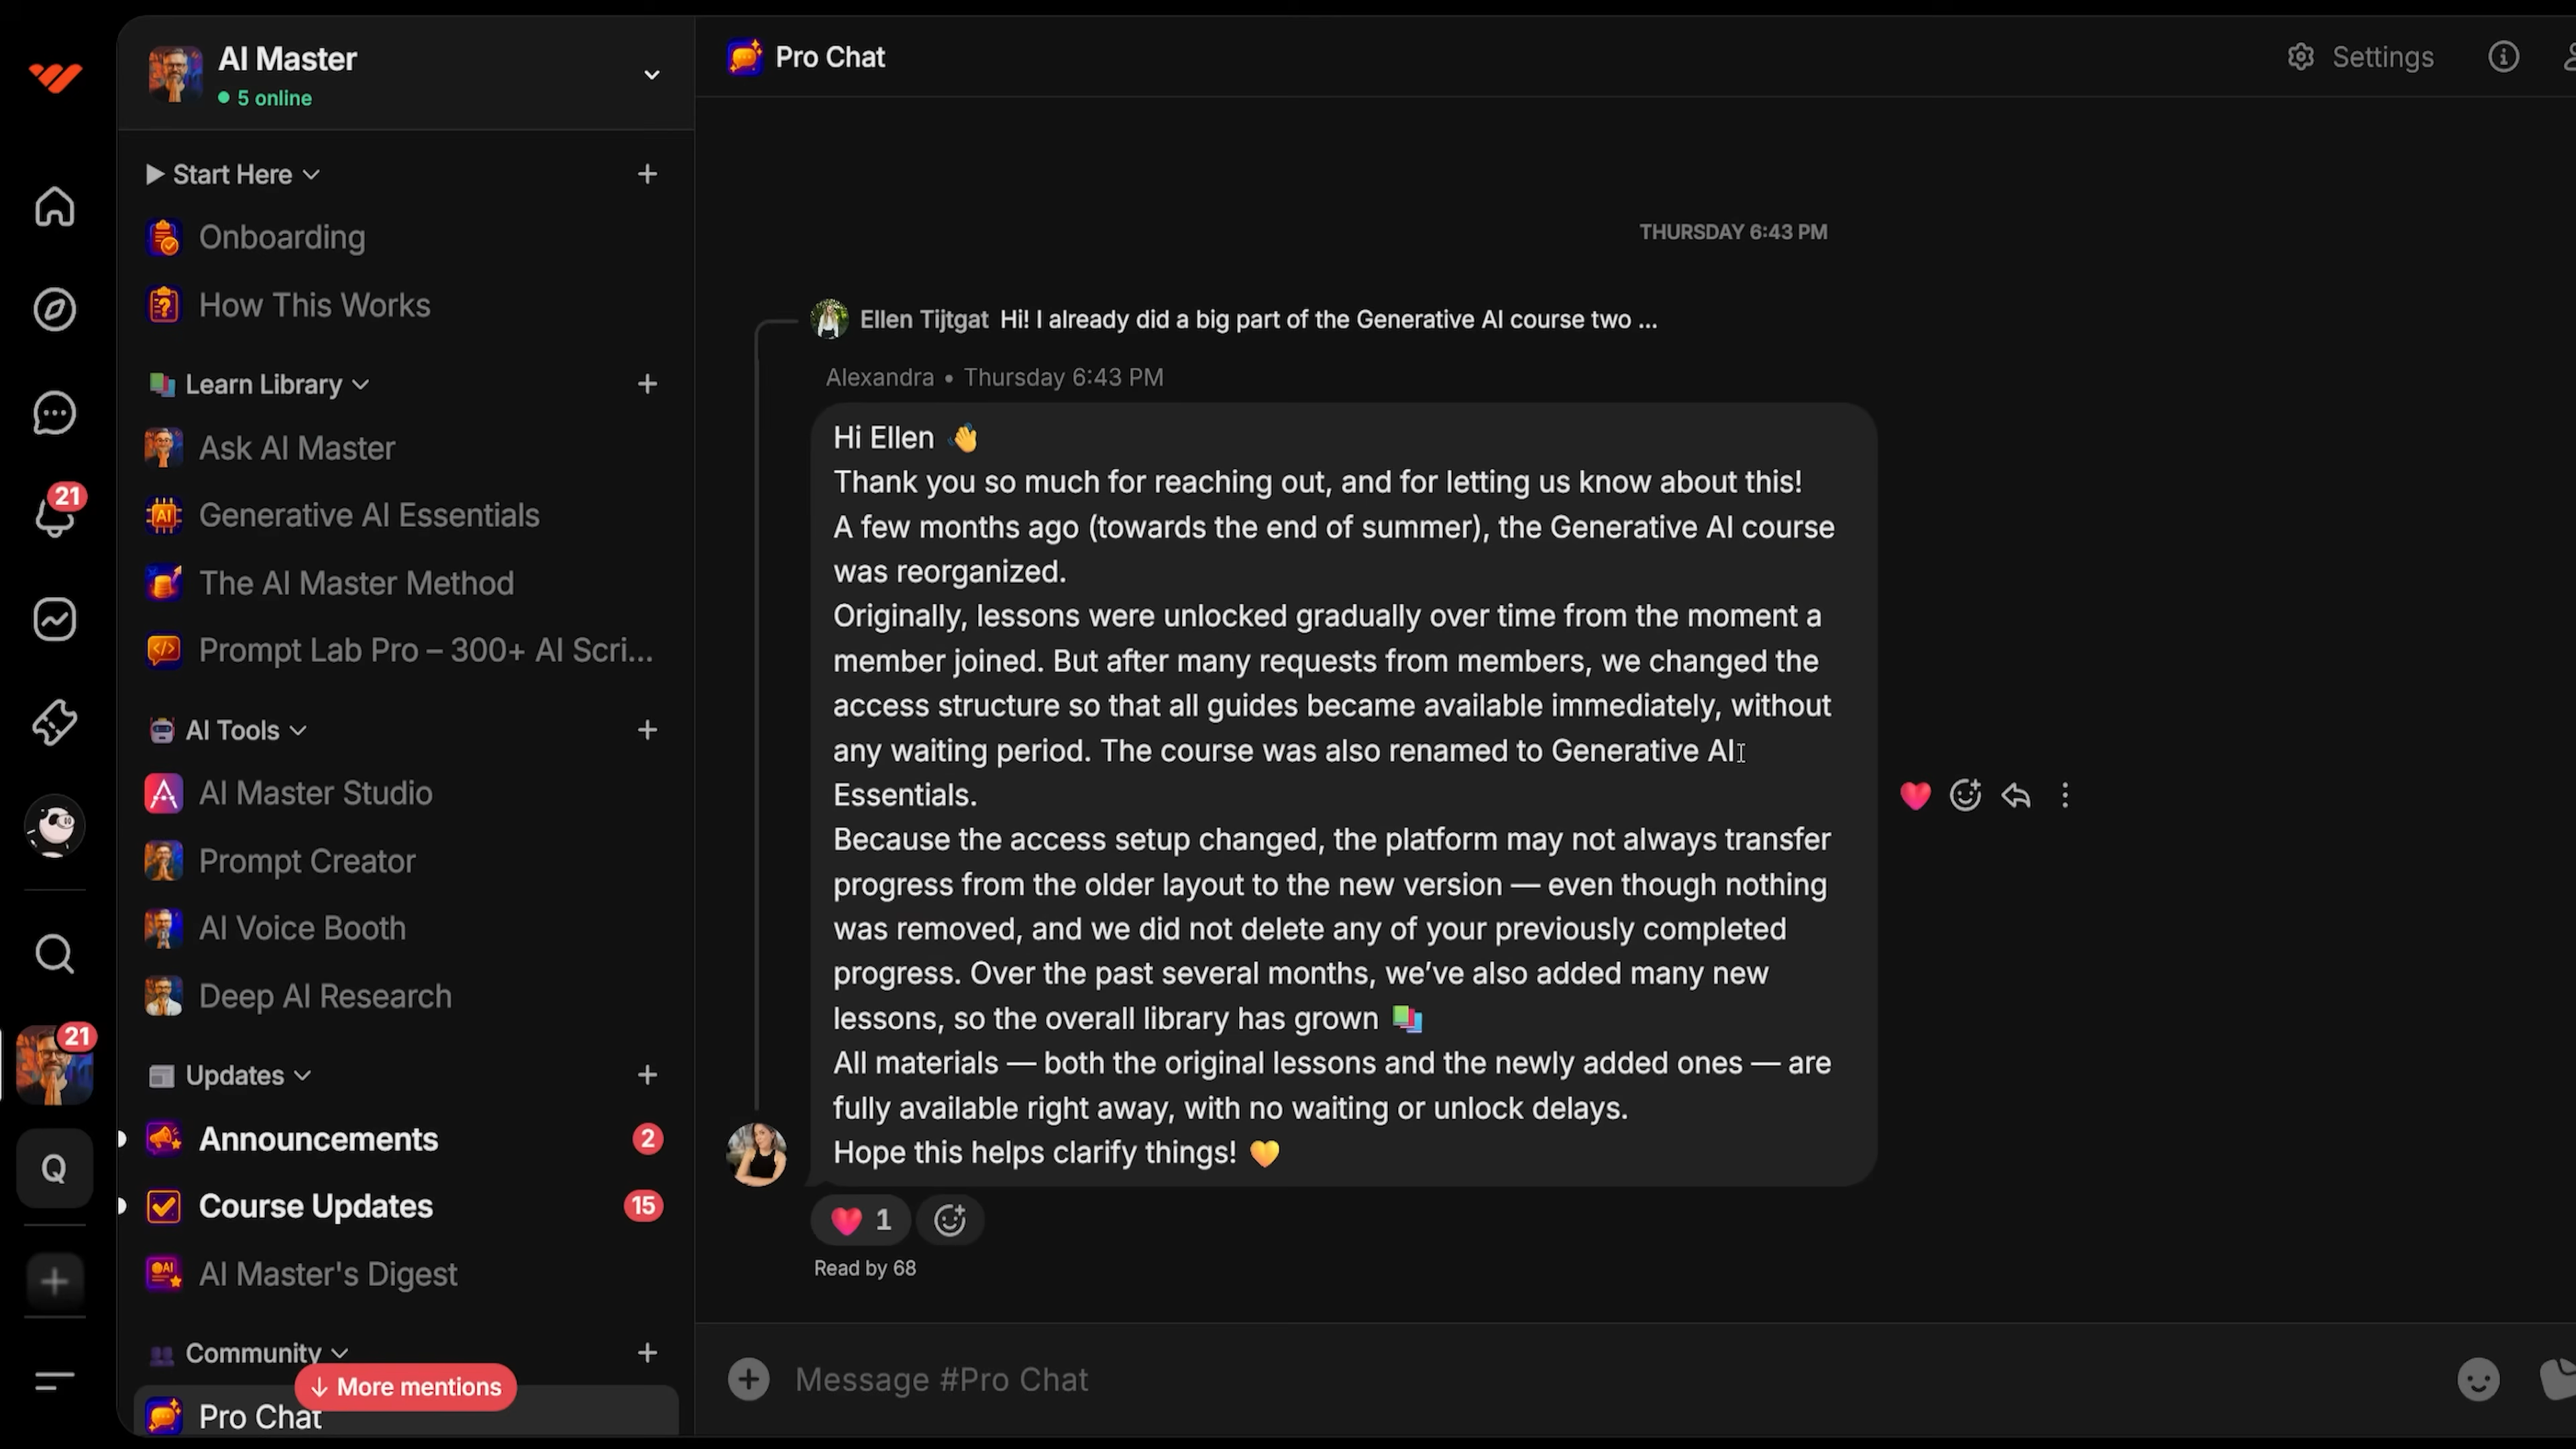 AI Master
5 online
Start Here
Onboarding
How This Works
Learn Library
Ask AI Master
Generative AI Essentials
The AI Master Method
Prompt Lab Pro – 300+ AI Scri...
AI Tools
AI Master Studio
Prompt Creator
AI Voice Booth
Deep AI Research
Updates
Announcements 2
Course Updates 15
AI Master's Digest
Community
More mentions
Pro Chat
21
21
Q
Pro Chat
Settings
THURSDAY 6:43 PM
Ellen Tijtgat Hi! I already did a big part of the Generative AI course two ...
Alexandra • Thursday 6:43 PM
Hi Ellen 👋
Thank you so much for reaching out, and for letting us know about this!
A few months ago (towards the end of summer), the Generative AI course
was reorganized.
Originally, lessons were unlocked gradually over time from the moment a
member joined. But after many requests from members, we changed the
access structure so that all guides became available immediately, without
any waiting period. The course was also renamed to Generative AI
Essentials.
Because the access setup changed, the platform may not always transfer
progress from the older layout to the new version — even though nothing
was removed, and we did not delete any of your previously completed
progress. Over the past several months, we’ve also added many new
lessons, so the overall library has grown 📚
All materials — both the original lessons and the newly added ones — are
fully available right away, with no waiting or unlock delays.
Hope this helps clarify things! 💛
1
Read by 68
Message #Pro Chat